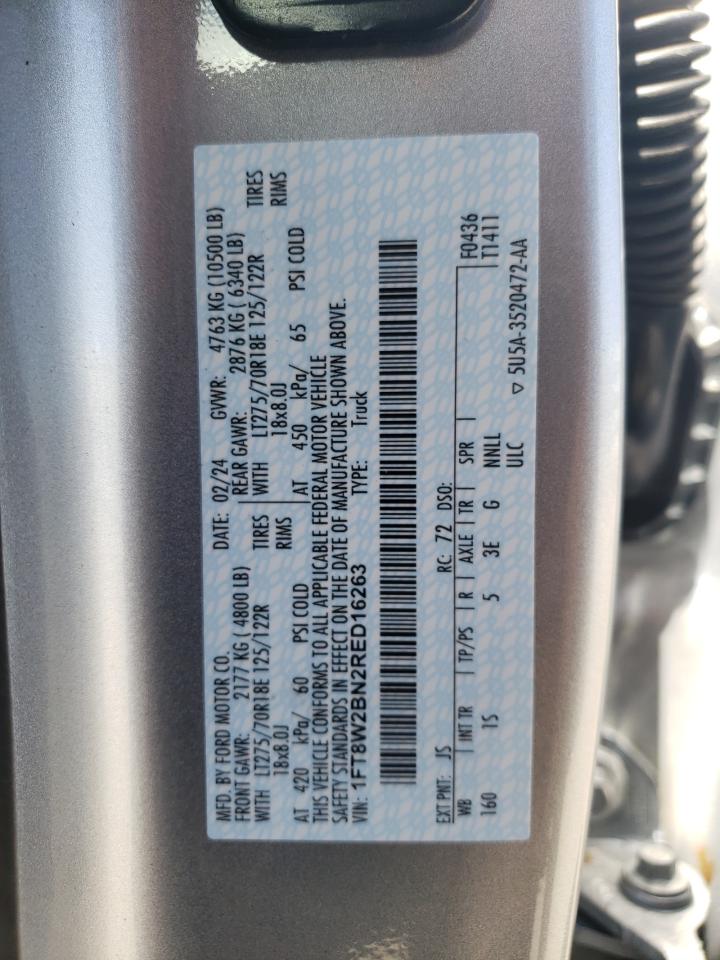 MFD. BY FORD MOTOR CO. DATE: 02/24 GVWR: 4763 KG (10500 LB)
FRONT GAWR: 2177 KG ( 4800 LB) REAR GAWR: 2876 KG ( 6340 LB)
WITH LT275/70R18E 125/122R TIRES WITH LT275/70R18E 125/122R TIRES
18x8.0J RIMS 18x8.0J RIMS
AT 420 kPa/ 60 PSI COLD AT 450 kPa/ 65 PSI COLD
THIS VEHICLE CONFORMS TO ALL APPLICABLE FEDERAL MOTOR VEHICLE
SAFETY STANDARDS IN EFFECT ON THE DATE OF MANUFACTURE SHOWN ABOVE.
VIN: 1FT8W2BN2RED16263 TYPE: Truck
EXT PNT: JS RC: 72 DSO:
WB INT TR TP/PS R AXLE TR SPR F0436
160 1S 5 3E G NNLL T1411
ULC
▽ 5U5A-3520472-AA